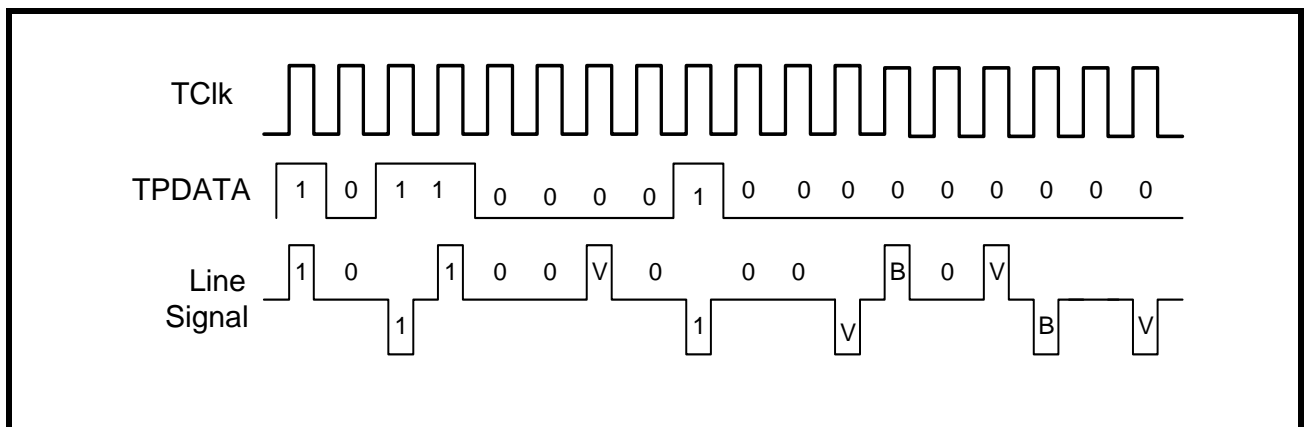 TClk
TPDATA 1 0 1 1 0 0 0 0 1 0 0 0 0 0 0 0 0 0
Line Signal 1 0 1 1 0 0 V 0 1 0 0 V B 0 V B V